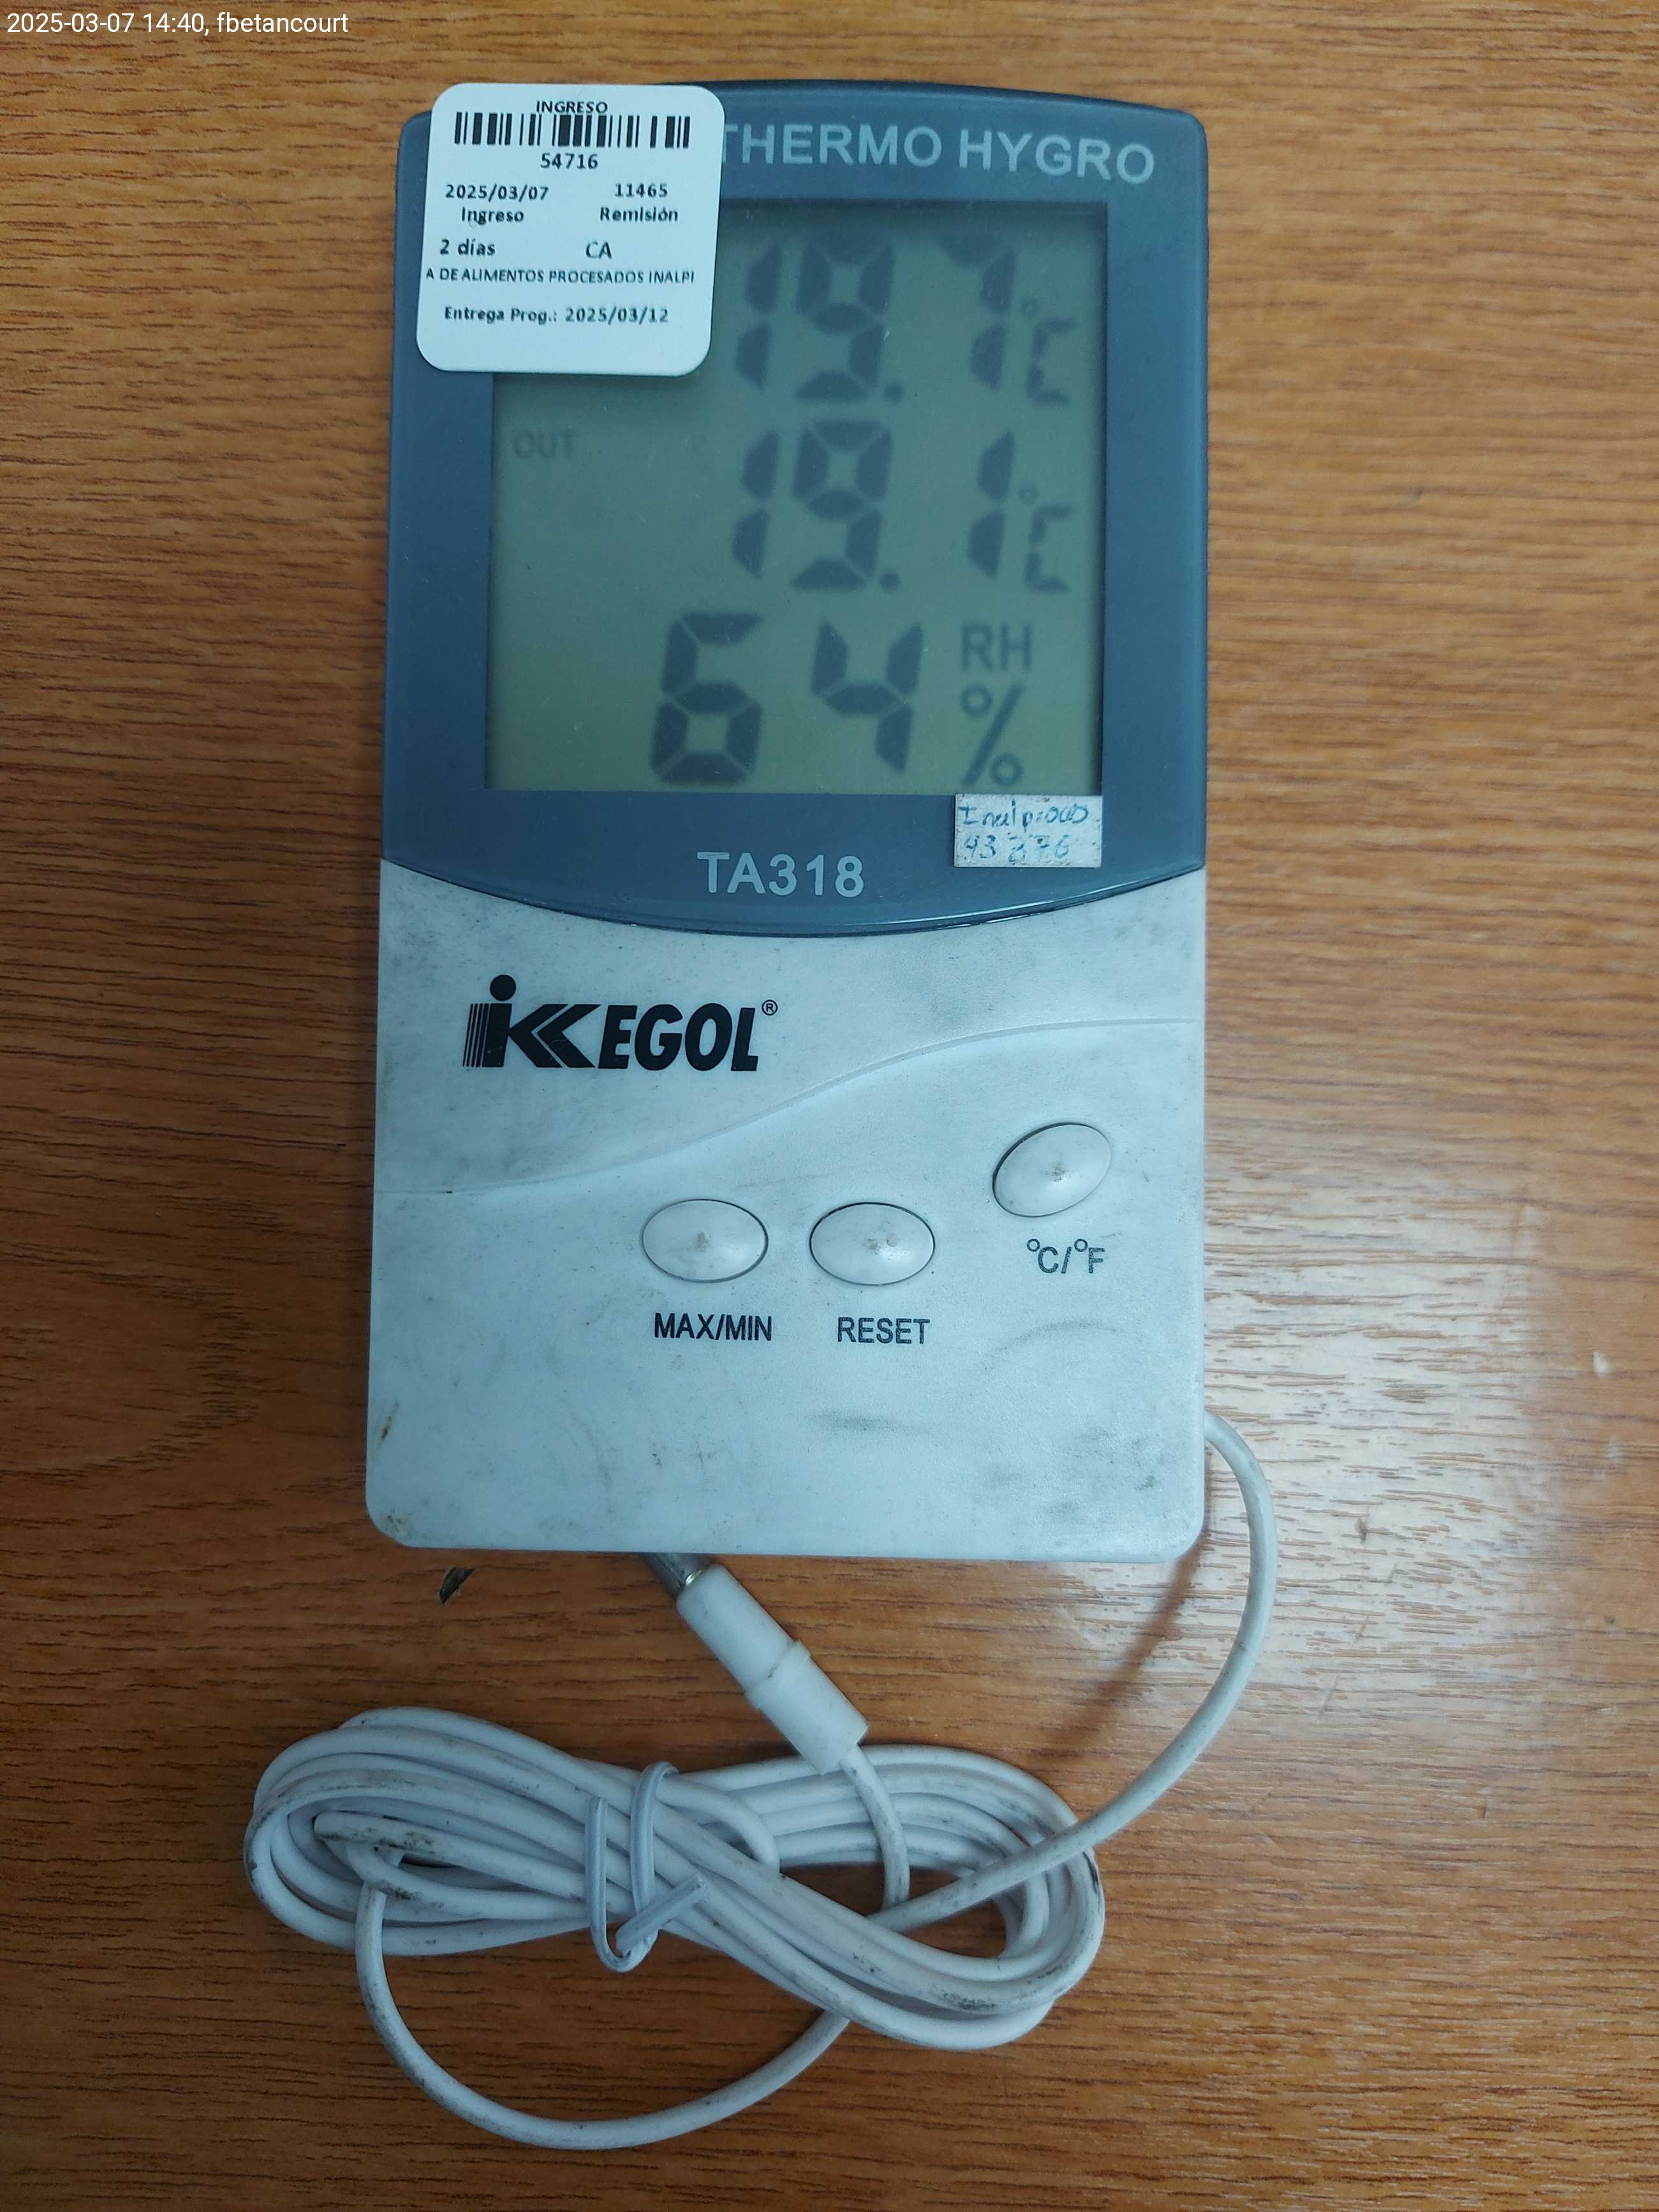 2025-03-07 14:40, fbetancourt
INGRESO
54716
2025/03/07 11465
Ingreso Remisión
2 días CA
A DE ALIMENTOS PROCESADOS INALPI
Entrega Prog.: 2025/03/12
THERMO HYGRO
19.7 °C
OUT
19.1 °C
64 RH %
TA318
iKEGOL®
°C/°F
MAX/MIN RESET